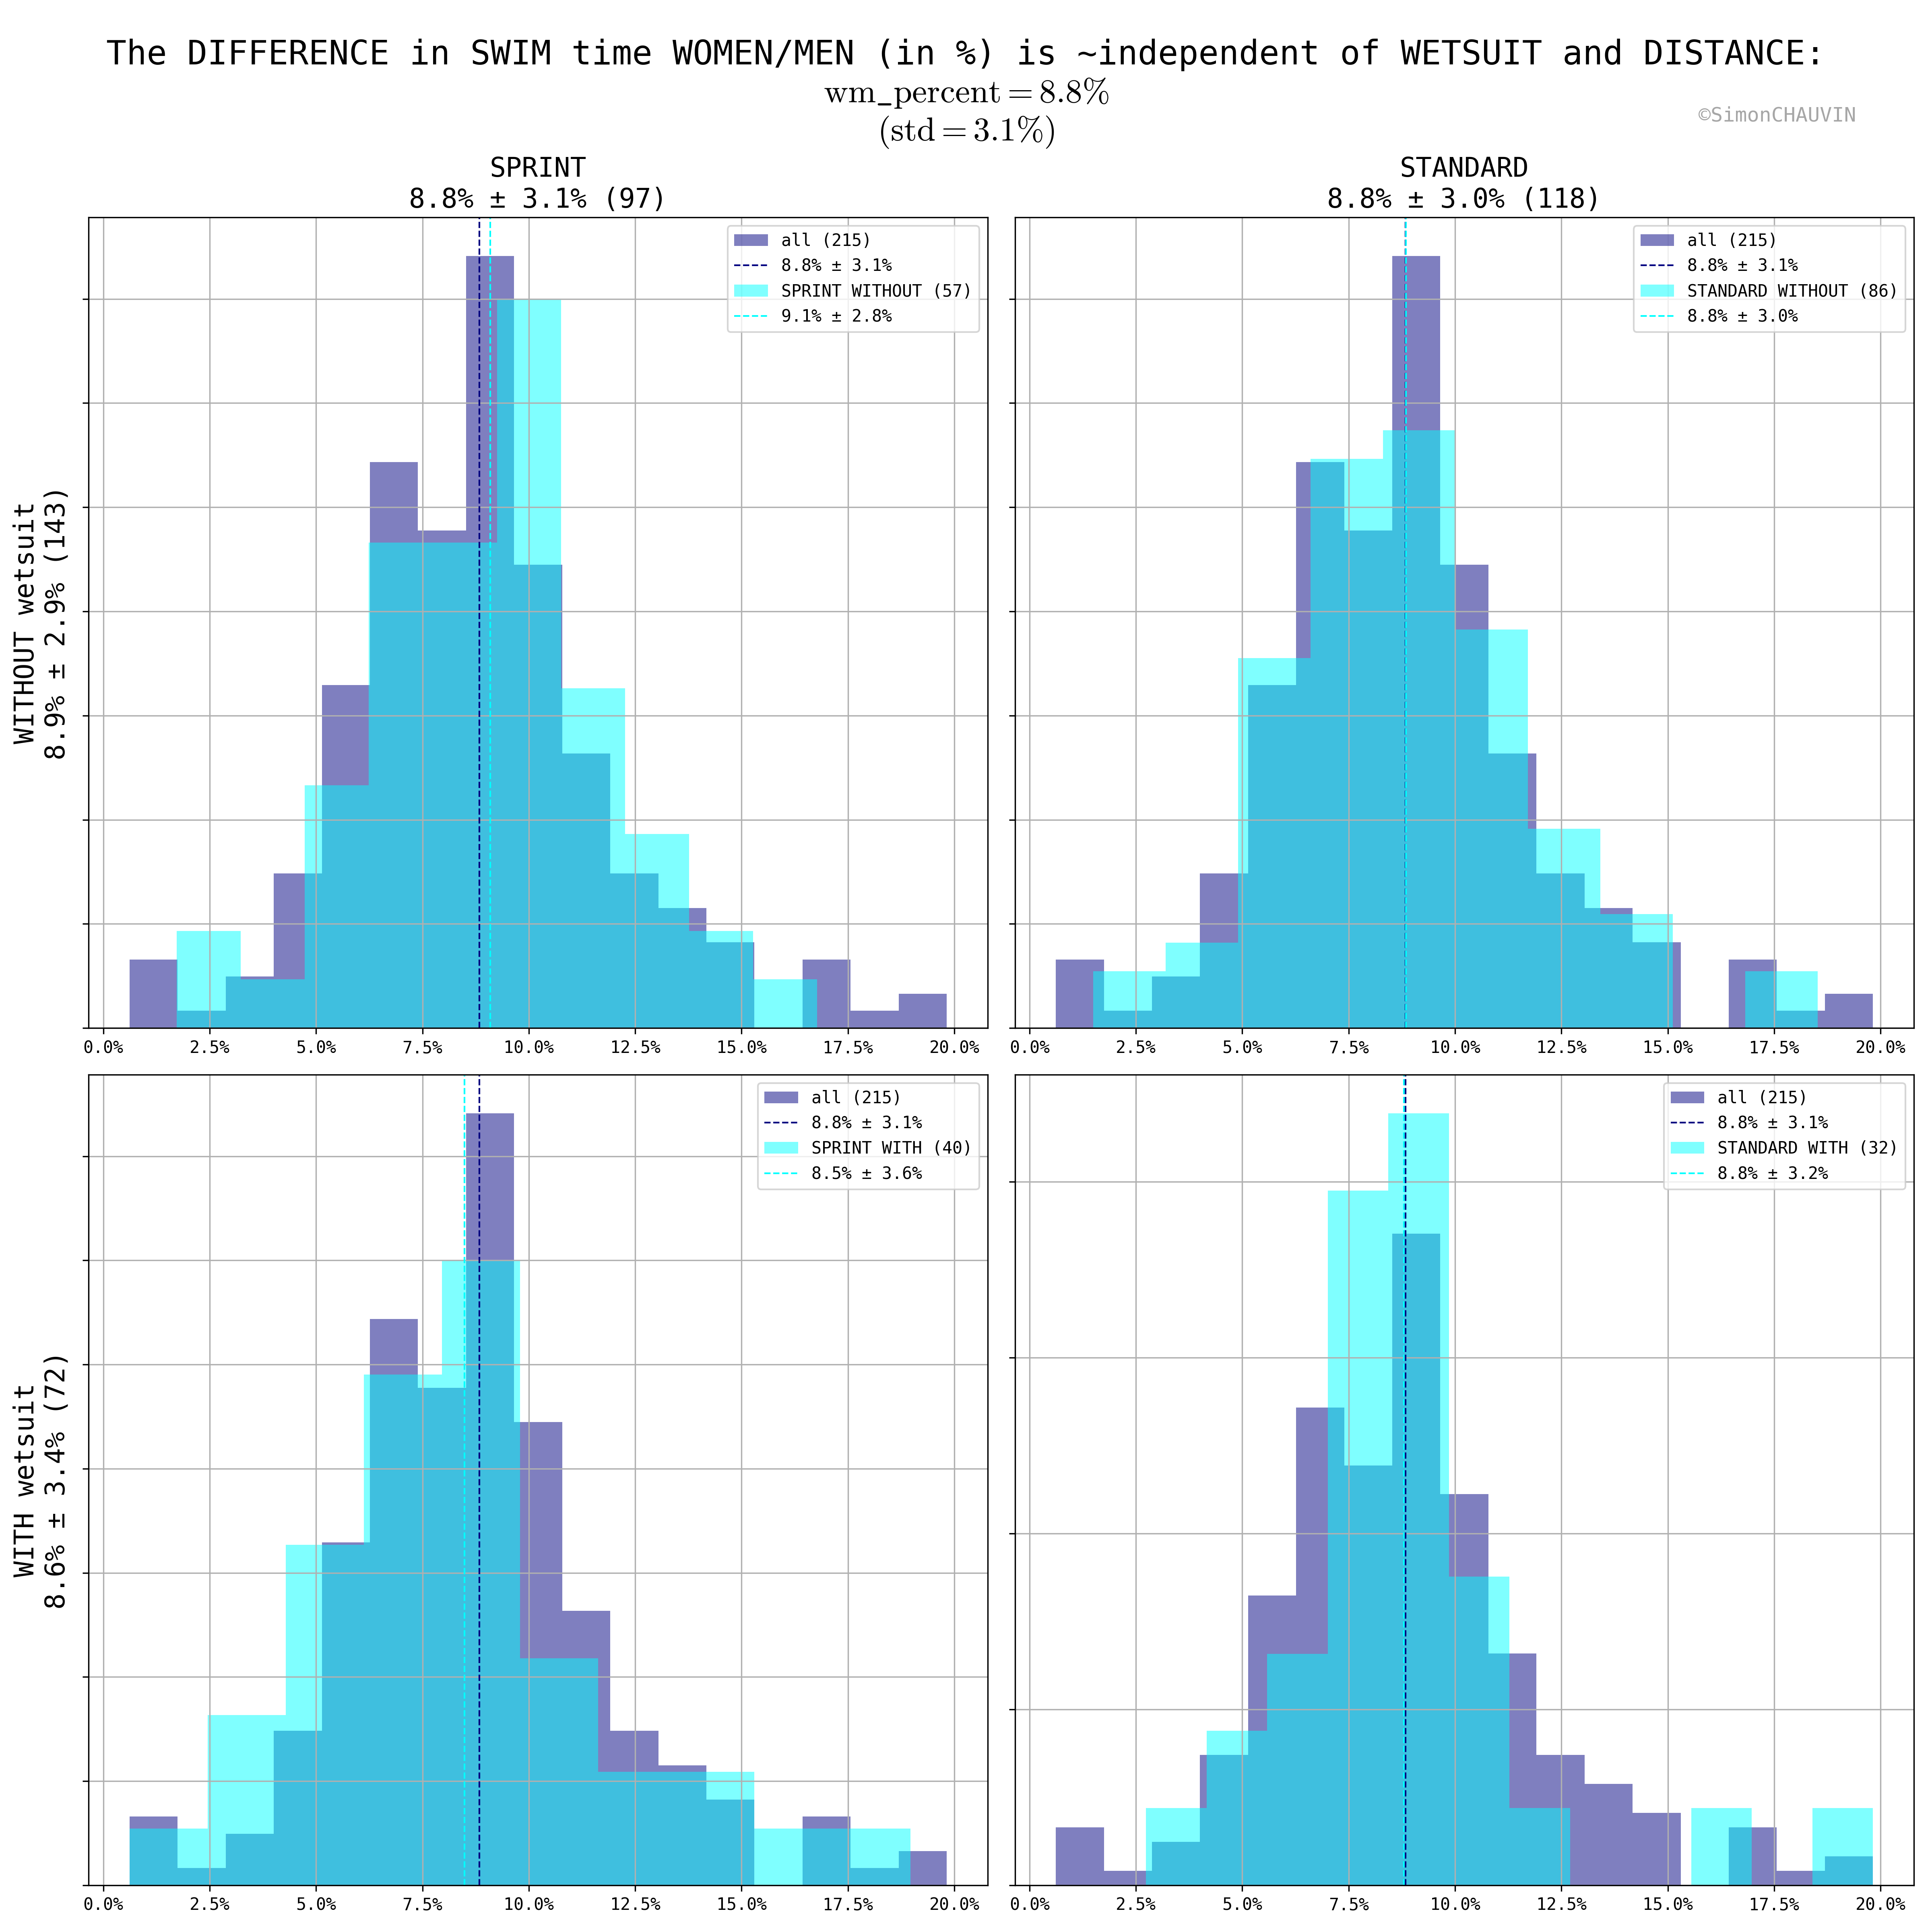 The DIFFERENCE in SWIM time WOMEN/MEN (in %) is ~independent of WETSUIT and DISTANCE:
wm_percent = 8.8%
(std = 3.1%)
©SimonCHAUVIN
SPRINT
8.8% ± 3.1% (97)
STANDARD
8.8% ± 3.0% (118)
WITHOUT wetsuit
8.9% ± 2.9% (143)
all (215)
8.8% ± 3.1%
SPRINT WITHOUT (57)
9.1% ± 2.8%
0.0% 2.5% 5.0% 7.5% 10.0% 12.5% 15.0% 17.5% 20.0%
all (215)
8.8% ± 3.1%
STANDARD WITHOUT (86)
8.8% ± 3.0%
0.0% 2.5% 5.0% 7.5% 10.0% 12.5% 15.0% 17.5% 20.0%
WITH wetsuit
8.6% ± 3.4% (72)
all (215)
8.8% ± 3.1%
SPRINT WITH (40)
8.5% ± 3.6%
0.0% 2.5% 5.0% 7.5% 10.0% 12.5% 15.0% 17.5% 20.0%
all (215)
8.8% ± 3.1%
STANDARD WITH (32)
8.8% ± 3.2%
0.0% 2.5% 5.0% 7.5% 10.0% 12.5% 15.0% 17.5% 20.0%